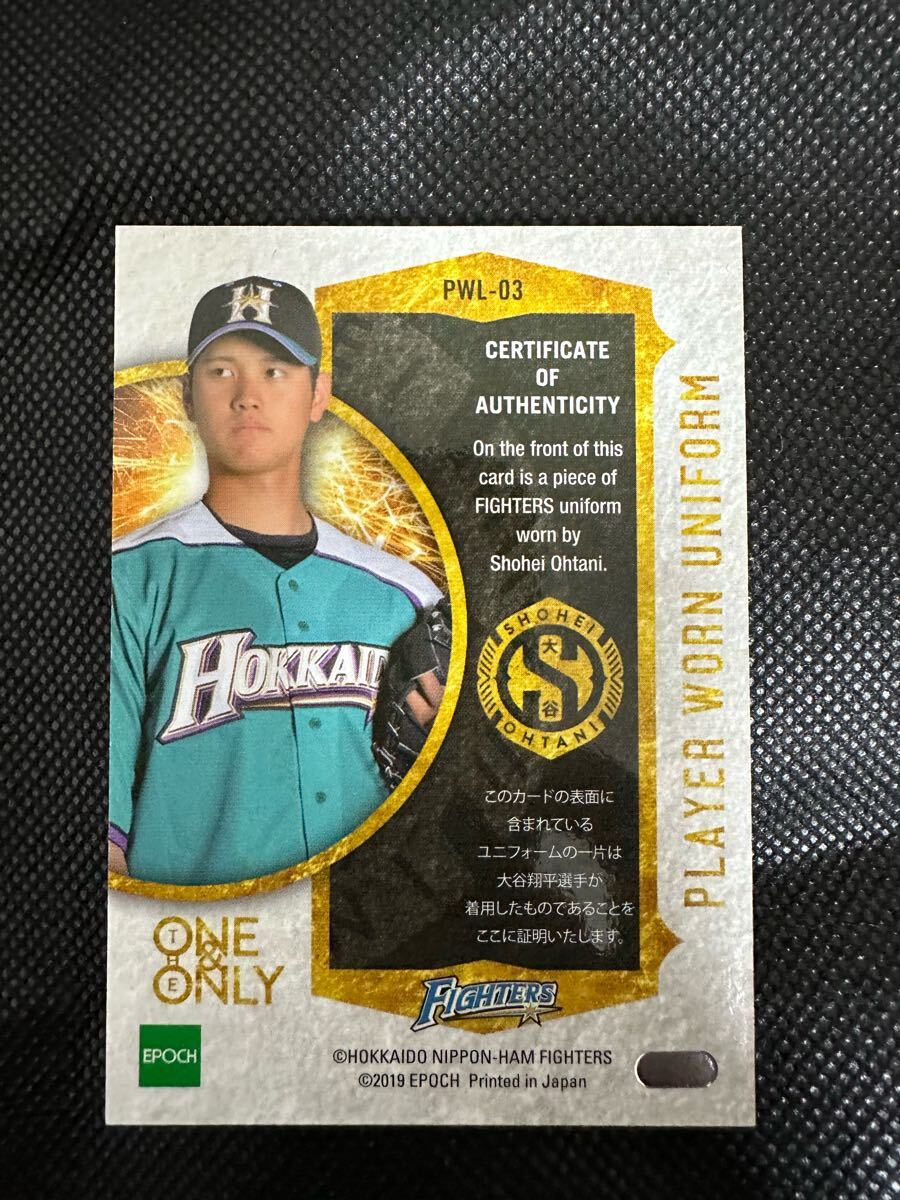 PWL-03
CERTIFICATE
OF
AUTHENTICITY
On the front of this
card is a piece of
FIGHTERS uniform
worn by
Shohei Ohtani.
SHOHEI
大
SH
谷
OHTANI
このカードの表面に
含まれている
ユニフォームの一片は
大谷翔平選手が
着用したものであることを
ここに証明いたします。
PLAYER WORN UNIFORM
H
HOKKAID
THE
ONE
&
ONLY
FIGHTERS
EPOCH
©HOKKAIDO NIPPON-HAM FIGHTERS
©2019 EPOCH Printed in Japan